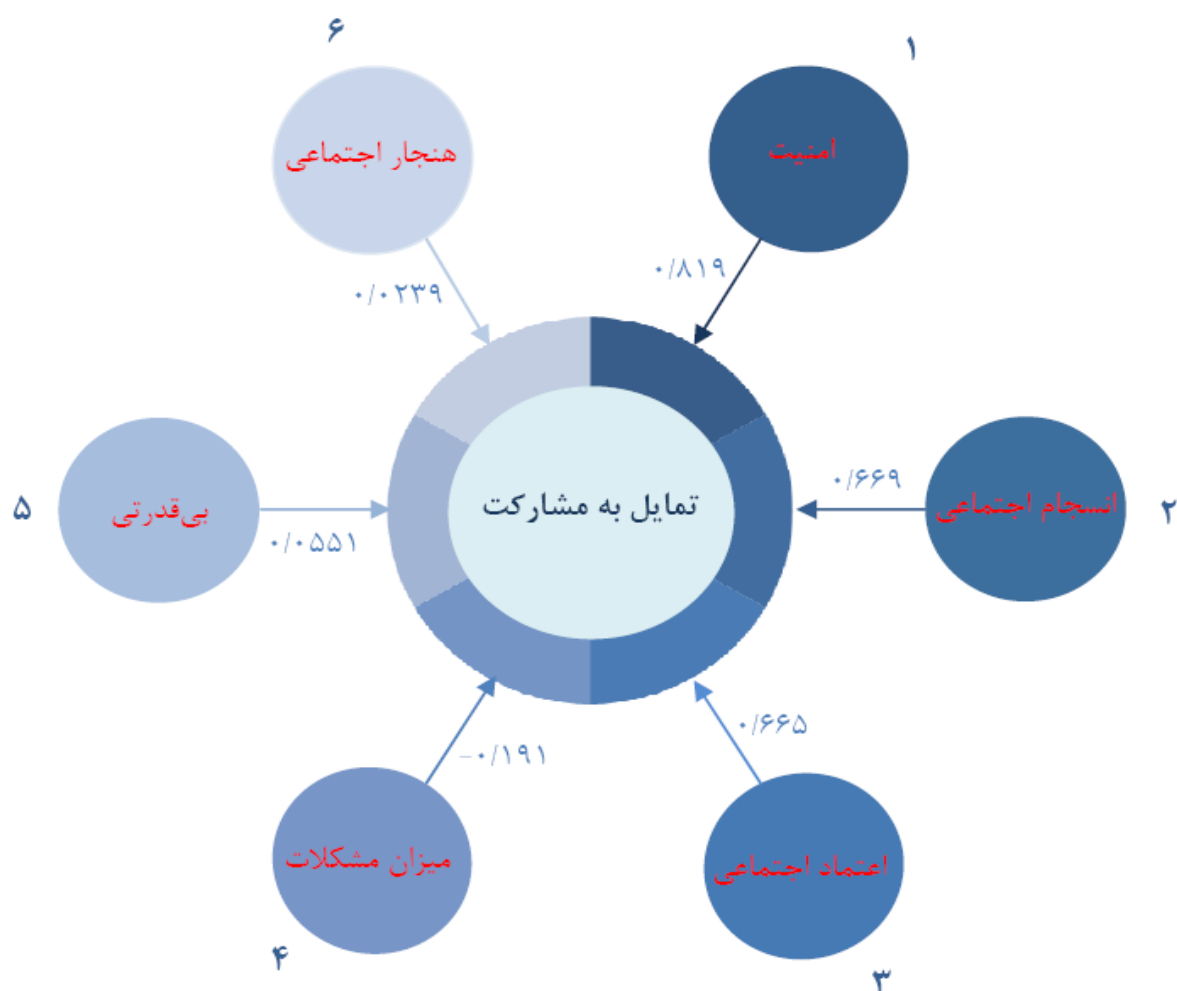 ۶
۱
هنجار اجتماعی
امنیت
۰/۰۲۳۹
۰/۸۱۹
۵
بی‌قدرتی
۰/۰۵۵۱
تمایل به مشارکت
۰/۶۶۹
انسجام اجتماعی
۲
-۰/۱۹۱
۰/۶۶۵
میزان مشکلات
اعتماد اجتماعی
۴
۳